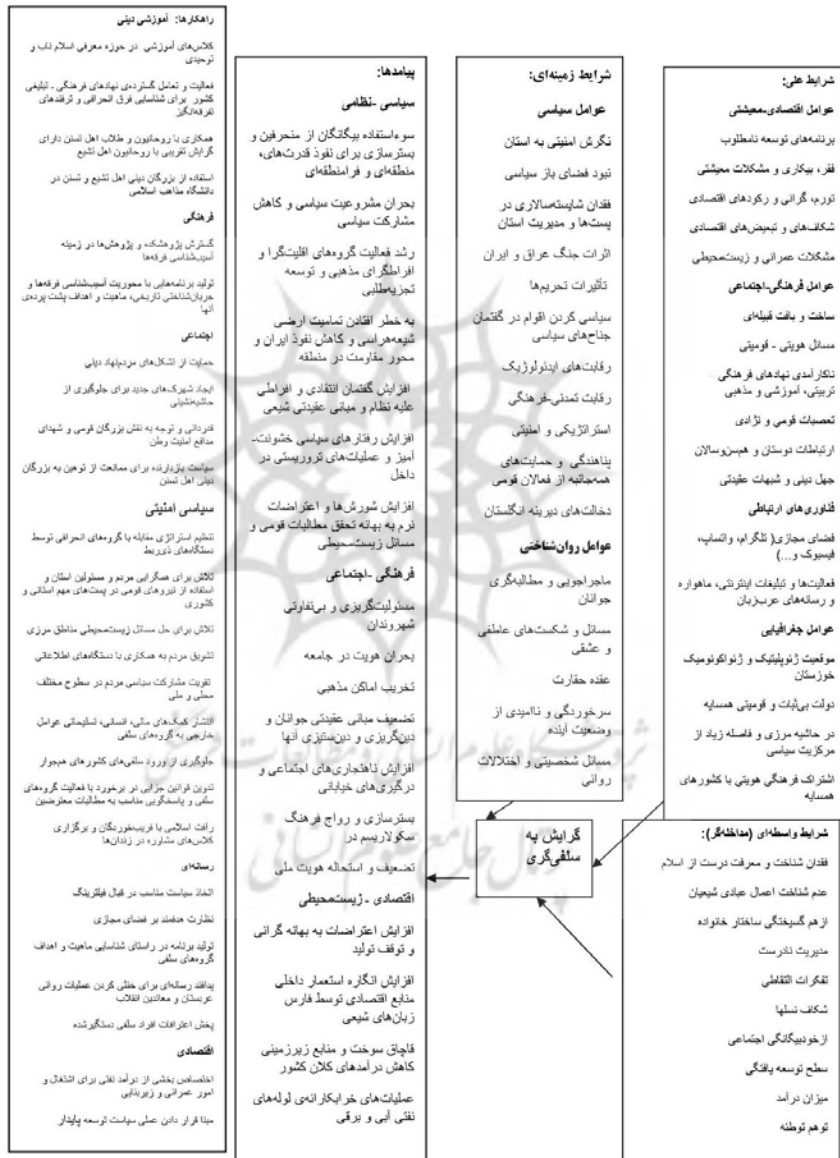 شرایط علی:
عوامل اقتصادی-معیشتی
برنامه‌های توسعه نامطلوب
فقر، بیکاری و مشکلات معیشتی
تورم، گرانی و رکودهای اقتصادی
شکاف‌های و تبعیض‌های اقتصادی
مشکلات عمرانی و زیست‌محیطی
عوامل فرهنگی-اجتماعی
ساخت و بافت قبیله‌ای
مسائل هویتی - قومیتی
ناکارآمدی نهادهای فرهنگی
تربیتی، آموزشی و مذهبی
تعصبات قومی و نژادی
ارتباطات دوستان و هم‌سن‌وسالان
جهل دینی و شبهات عقیدتی
فناوری‌های ارتباطی
فضای مجازی( تلگرام، واتساپ،
فیسبوک و...)
فعالیت‌ها و تبلیغات اینترنتی، ماهواره
و رسانه‌های عرب‌زبان
عوامل جغرافیایی
موقعیت ژئوپلیتیک و ژئواکونومیک
خوزستان
دولت بی‌ثبات و قومیتی همسایه
در حاشیه مرزی و فاصله زیاد از
مرکزیت سیاسی
اشتراک فرهنگی هویتی با کشورهای
همسایه
شرایط واسطه‌ای (مداخله‌گر):
فقدان شناخت و معرفت درست از اسلام
عدم شناخت اعمال عبادی شیعیان
ازهم گسیختگی ساختار خانواده
مدیریت نادرست
تفکرات التقاطی
شکاف نسلها
ازخودبیگانگی اجتماعی
سطح توسعه یافتگی
میزان درآمد
توهم توطئه
شرایط زمینه‌ای:
عوامل سیاسی
نگرش امنیتی به استان
نبود فضای باز سیاسی
فقدان شایسته‌سالاری در
پست‌ها و مدیریت استان
اثرات جنگ عراق و ایران
تأثیرات تحریم‌ها
سیاسی کردن اقوام در گفتمان
جناح‌های سیاسی
رقابت‌های ایدئولوژیک
رقابت تمدنی-فرهنگی
استراتژیکی و امنیتی
پناهندگی و حمایت‌های
همه‌جانبه از فعالان قومی
دخالت‌های دیرینه انگلستان
عوامل روان‌شناختی
ماجراجویی و مطالبه‌گری
جوانان
مسائل و شکست‌های عاطفی
و عشقی
عقده حقارت
سرخوردگی و ناامیدی از
وضعیت آینده
مسائل شخصیتی و اختلالات
روانی
گرایش به
سلفی‌گری
پیامدها:
سیاسی -نظامی
سوءاستفاده بیگانگان از منحرفین و
بسترسازی برای نفوذ قدرت‌های،
منطقه‌ای و فرامنطقه‌ای
بحران مشروعیت سیاسی و کاهش
مشارکت سیاسی
رشد فعالیت گروه‌های اقلیت‌گرا و
افراطگرای مذهبی و توسعه
تجزیه‌طلبی
به خطر افتادن تمامیت ارضی
شیعه‌هراسی و کاهش نفوذ ایران و
محور مقاومت در منطقه
افزایش گفتمان انتقادی و افراطی
علیه نظام و مبانی عقیدتی شیعی
افزایش رفتارهای سیاسی خشونت-
آمیز و عملیات‌های تروریستی در
داخل
افزایش شورش‌ها و اعتراضات
نرم به بهانه تحقق مطالبات قومی و
مسائل زیست‌محیطی
فرهنگی -اجتماعی
مسئولیت‌گریزی و بی‌تفاوتی
شهروندان
بحران هویت در جامعه
تخریب اماکن مذهبی
تضعیف مبانی عقیدتی جوانان و
دین‌گریزی و دین‌ستیزی آنها
افزایش ناهنجاری‌های اجتماعی و
درگیری‌های خیابانی
بسترسازی و رواج فرهنگ
سکولاریسم در
تضعیف و استحاله هویت ملی
اقتصادی - زیست‌محیطی
افزایش اعتراضات به بهانه گرانی
و توقف تولید
افزایش انگاره استعمار داخلی
منابع اقتصادی توسط فارس
زبان‌های شیعی
قاچاق سوخت و منابع زیرزمینی
کاهش درآمدهای کلان کشور
عملیات‌های خرابکارانه‌ی لوله‌های
نفتی آبی و برقی
راهکارها: آموزشی دینی
کلاس‌های آموزشی در حوزه معرفی اسلام ناب و
توحیدی
فعالیت و تعامل گسترده‌ی نهادهای فرهنگی - تبلیغی
کشور برای شناسایی فرق انحرافی و ترفندهای
تفرقه‌انگیز
همکاری با روحانیون و طلاب اهل تسنن دارای
گرایش تقریبی با روحانیون اهل تشیع
استفاده از بزرگان دینی اهل تشیع و تسنن در
دانشگاه مذاهب اسلامی
فرهنگی
گسترش پژوهشکده و پژوهش‌ها در زمینه
آسیب‌شناسی فرقه‌ها
تولید برنامه‌هایی با محوریت آسیب‌شناسی فرقه‌ها و
جریان‌شناختی تاریخی، ماهیت و اهداف پشت پرده‌ی
آنها
اجتماعی
حمایت از تشکل‌های مردم‌نهاد دینی
ایجاد شهرک‌های جدید برای جلوگیری از
حاشیه‌نشینی
قدردانی و توجه به نقش بزرگان قومی و شهدای
مدافع امنیت وطن
سیاست بازدارنده برای ممانعت از توهین به بزرگان
دینی اهل تسنن
سیاسی امنیتی
تنظیم استراتژی مقابله با گروه‌های انحرافی توسط
دستگاه‌های ذی‌ربط
تلاش برای همگرایی مردم و مسئولین استان و
استفاده از نیروهای قومی در پست‌های مهم استانی و
کشوری
تلاش برای حل مسائل زیست‌محیطی مناطق مرزی
تشویق مردم به همکاری با دستگاه‌های اطلاعاتی
تقویت مشارکت سیاسی مردم در سطوح مختلف
محلی و ملی
انتشار کمک‌های مالی، انسانی، تسلیحاتی عوامل
خارجی به گروه‌های سلفی
جلوگیری از ورود سلفی‌های کشورهای هم‌جوار
تدوین قوانین جزایی در برخورد با فعالیت گروه‌های
سلفی و پاسخگویی مناسب به مطالبات معترضین
رافت اسلامی با فریب‌خوردگان و برگزاری
کلاس‌های مشاوره در زندان‌ها
رسانه‌ای
اتخاذ سیاست مناسب در قبال فیلترینگ
نظارت هدفمند بر فضای مجازی
تولید برنامه در راستای شناسایی ماهیت و اهداف
گروه‌های سلفی
پدافند رسانه‌ای برای خنثی کردن عملیات روانی
عربستان و معاندین انقلاب
پخش اعترافات افراد سلفی دستگیرشده
اقتصادی
اختصاص بخشی از درآمد نفتی برای اشتغال و
امور عمرانی و زیربنایی
مبنا قرار دادن عملی سیاست توسعه پایدار
پژوهشگاه علوم انسانی و مطالعات فرهنگی
پرتال جامع علوم انسانی